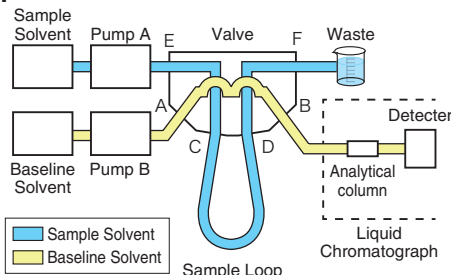 Sample
Solvent
Pump A
E
Valve
F
Waste
A
B
Detecter
C
D
Baseline
Solvent
Pump B
Analytical
column
Sample Solvent
Baseline Solvent
Liquid
Chromatograph
Sample Loop